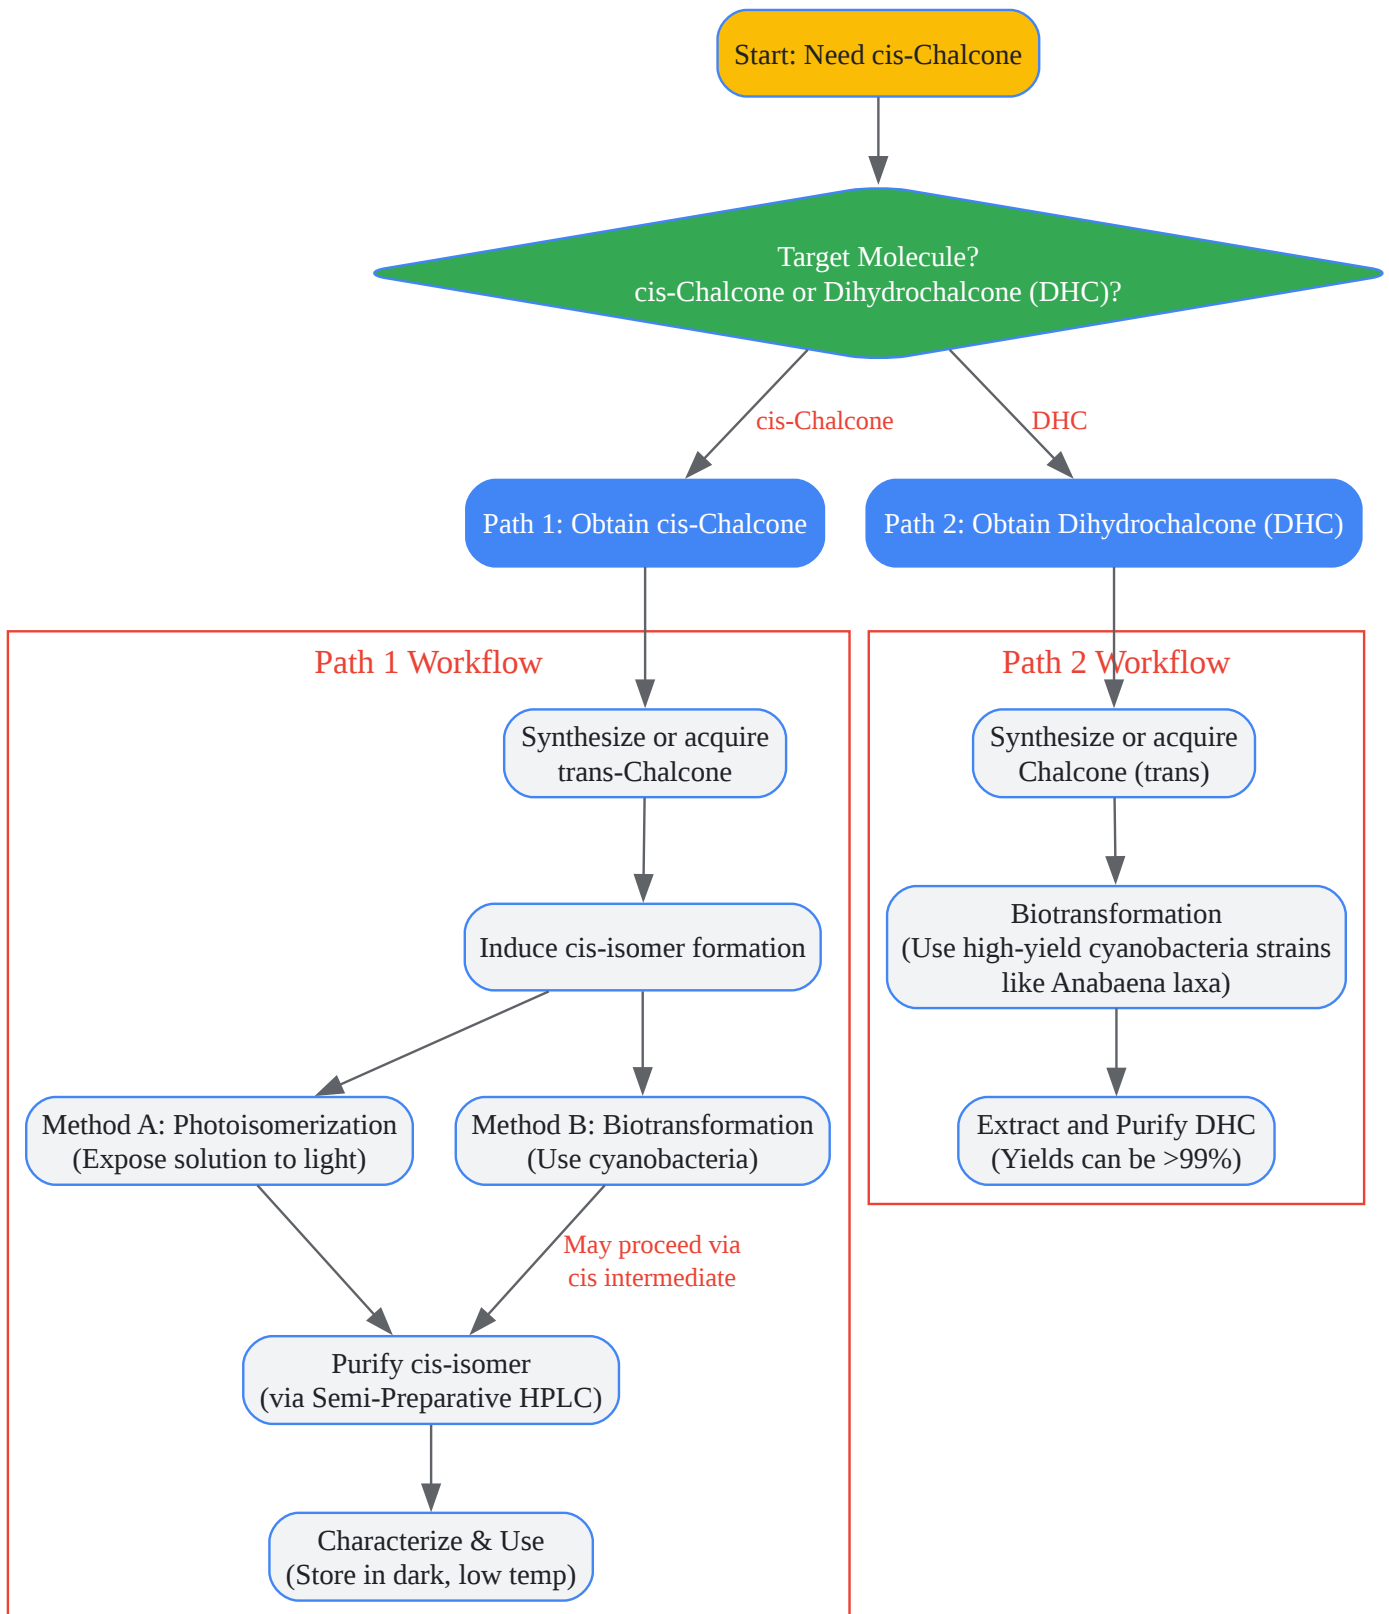 Start: Need cis-Chalcone
Target Molecule?
cis-Chalcone or Dihydrochalcone (DHC)?
cis-Chalcone
DHC
Path 1: Obtain cis-Chalcone
Path 2: Obtain Dihydrochalcone (DHC)
Path 1 Workflow
Synthesize or acquire
trans-Chalcone
Induce cis-isomer formation
Method A: Photoisomerization
(Expose solution to light)
Method B: Biotransformation
(Use cyanobacteria)
May proceed via
cis intermediate
Purify cis-isomer
(via Semi-Preparative HPLC)
Characterize & Use
(Store in dark, low temp)
Path 2 Workflow
Synthesize or acquire
Chalcone (trans)
Biotransformation
(Use high-yield cyanobacteria strains
like Anabaena laxa)
Extract and Purify DHC
(Yields can be >99%)